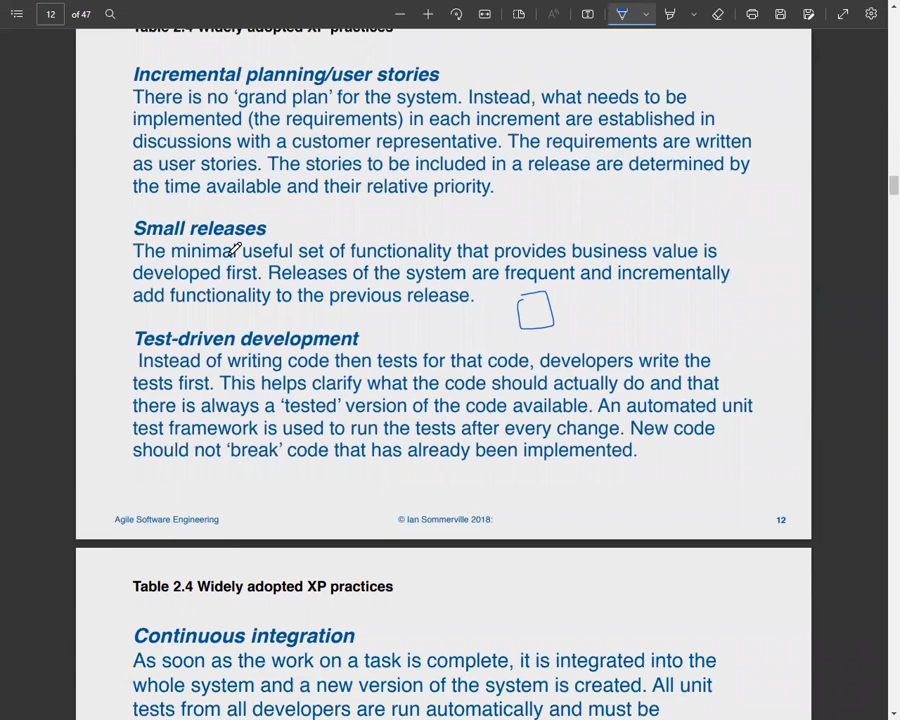 12 of 47
Table 2.4 Widely adopted XP practices
Incremental planning/user stories
There is no ‘grand plan’ for the system. Instead, what needs to be
implemented (the requirements) in each increment are established in
discussions with a customer representative. The requirements are written
as user stories. The stories to be included in a release are determined by
the time available and their relative priority.
Small releases
The minimal useful set of functionality that provides business value is
developed first. Releases of the system are frequent and incrementally
add functionality to the previous release.
Test-driven development
Instead of writing code then tests for that code, developers write the
tests first. This helps clarify what the code should actually do and that
there is always a ‘tested’ version of the code available. An automated unit
test framework is used to run the tests after every change. New code
should not ‘break’ code that has already been implemented.
Agile Software Engineering © Ian Sommerville 2018: 12
Table 2.4 Widely adopted XP practices
Continuous integration
As soon as the work on a task is complete, it is integrated into the
whole system and a new version of the system is created. All unit
tests from all developers are run automatically and must be